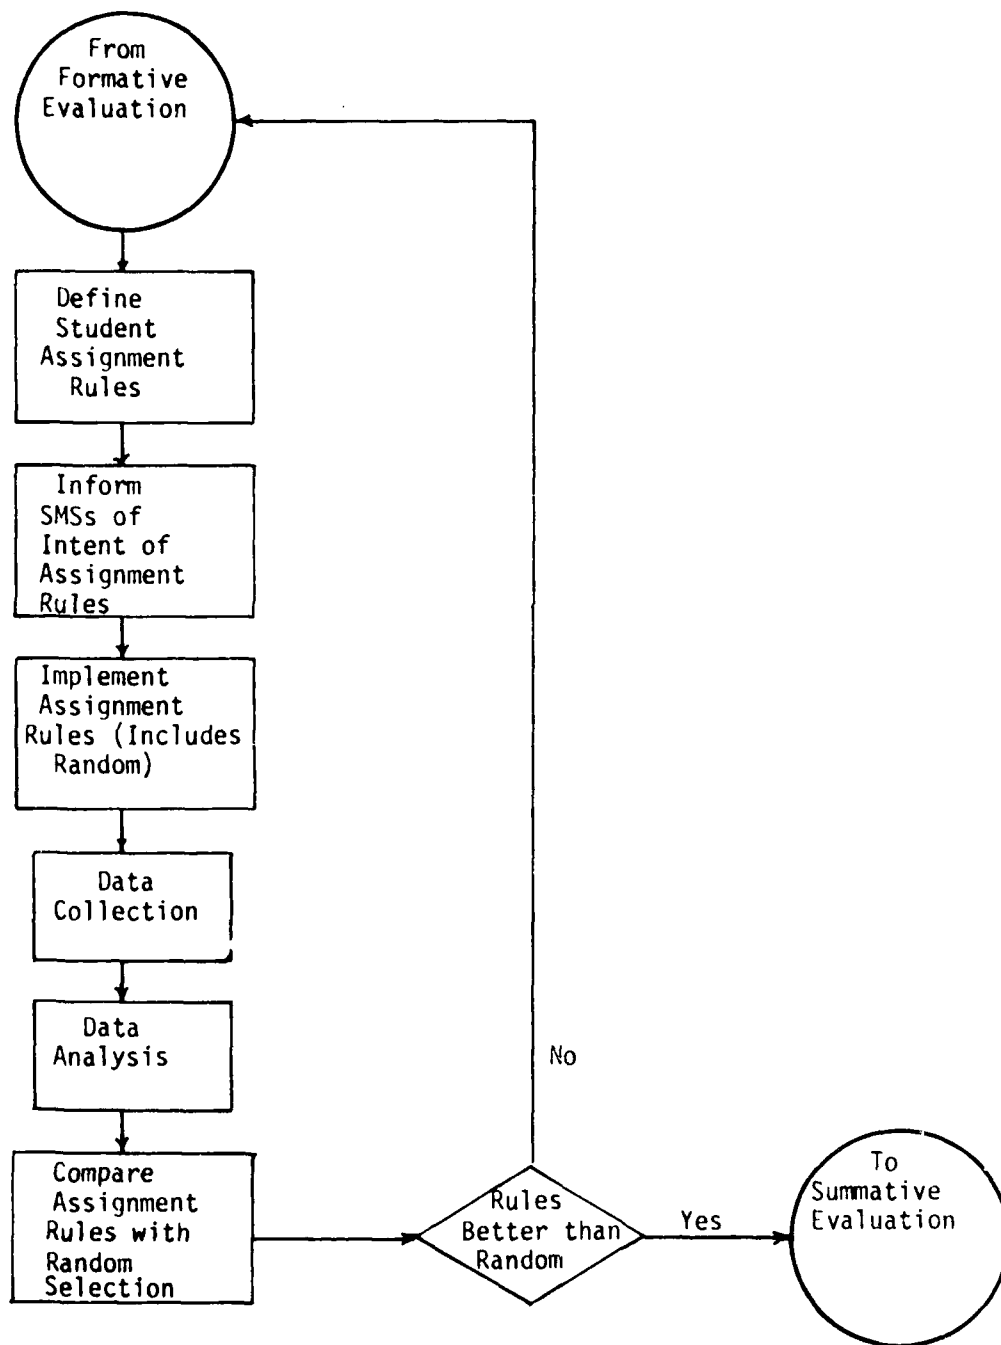 From
Formative
Evaluation
Define
Student
Assignment
Rules
Inform
SMSs of
Intent of
Assignment
Rules
Implement
Assignment
Rules (Includes
Random)
Data
Collection
Data
Analysis
Compare
Assignment
Rules with
Random
Selection
Rules
Better than
Random
No
Yes
To
Summative
Evaluation